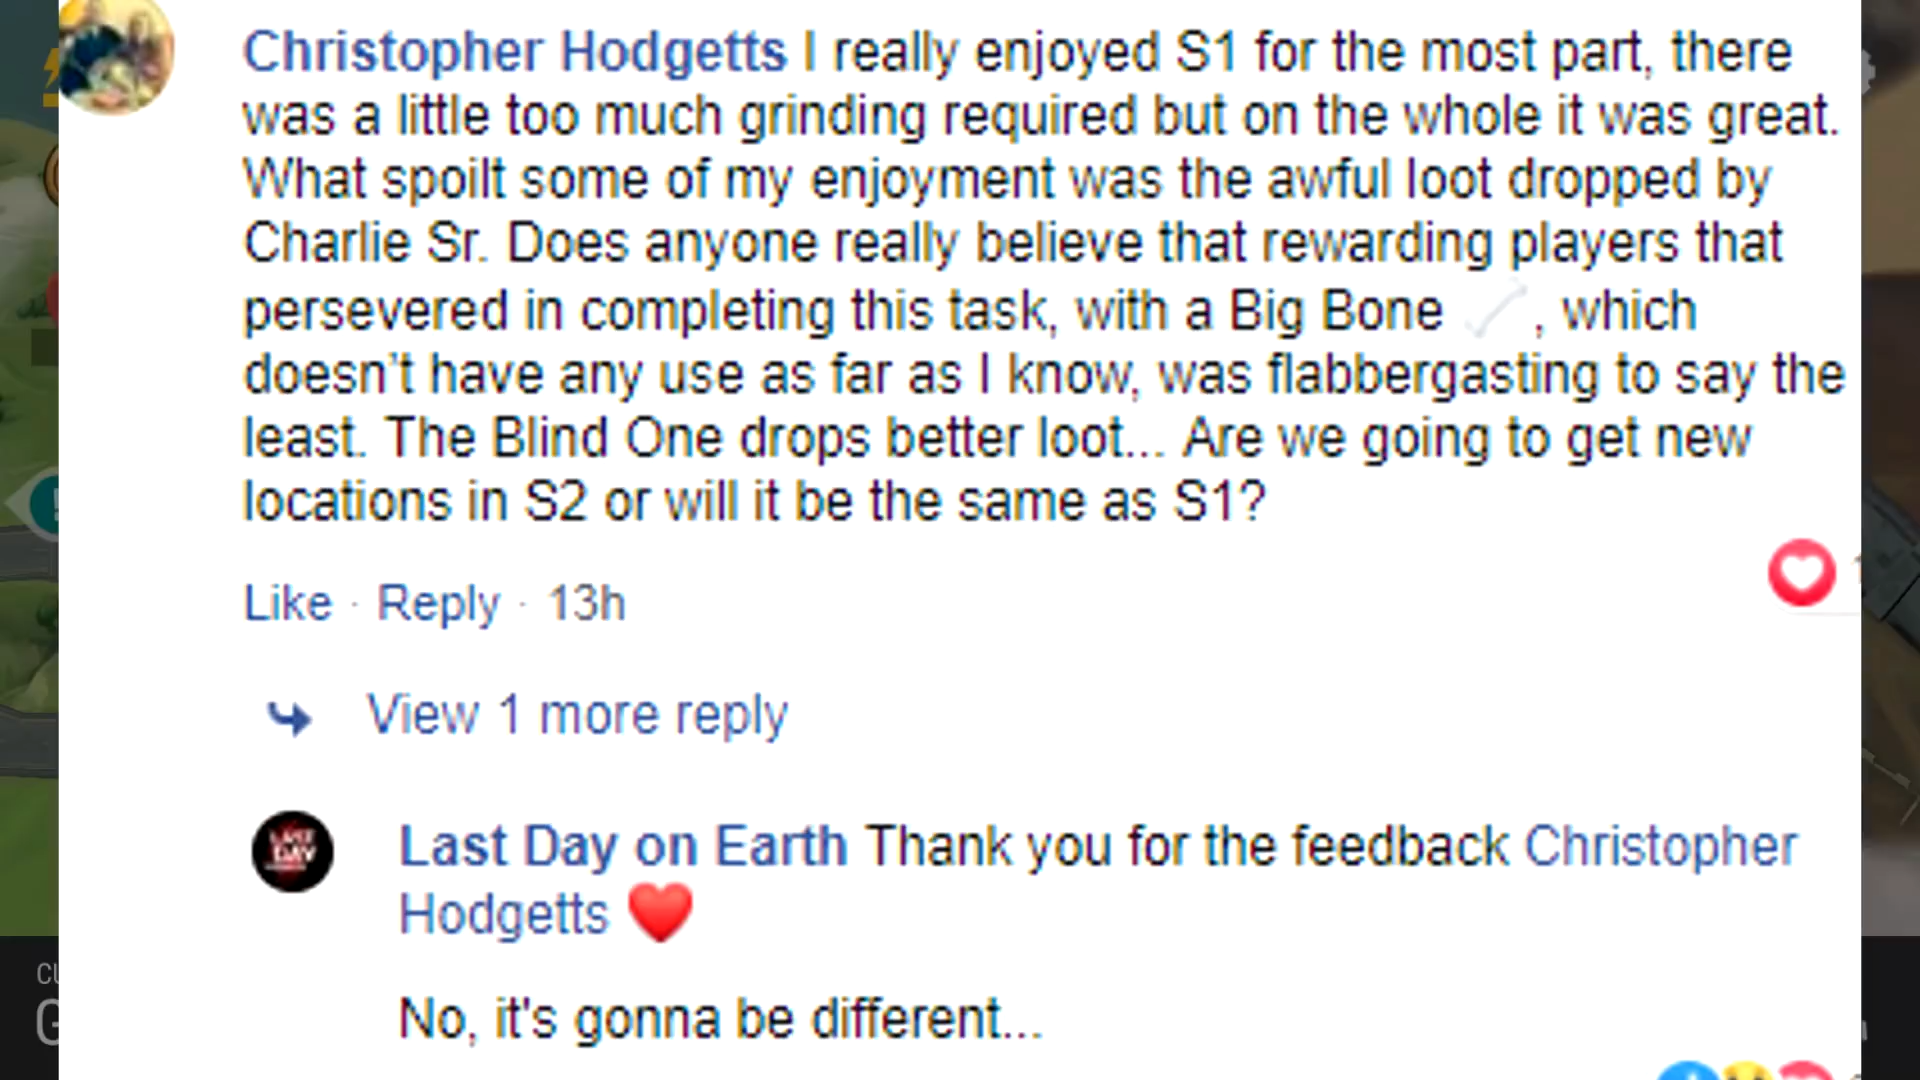 Christopher Hodgetts I really enjoyed S1 for the most part, there
was a little too much grinding required but on the whole it was great.
What spoilt some of my enjoyment was the awful loot dropped by
Charlie Sr. Does anyone really believe that rewarding players that
persevered in completing this task, with a Big Bone 🦴, which
doesn't have any use as far as I know, was flabbergasting to say the
least. The Blind One drops better loot... Are we going to get new
locations in S2 or will it be the same as S1?
Like · Reply · 13h
View 1 more reply
LAST DAY
Last Day on Earth Thank you for the feedback Christopher
Hodgetts ❤️
No, it's gonna be different...